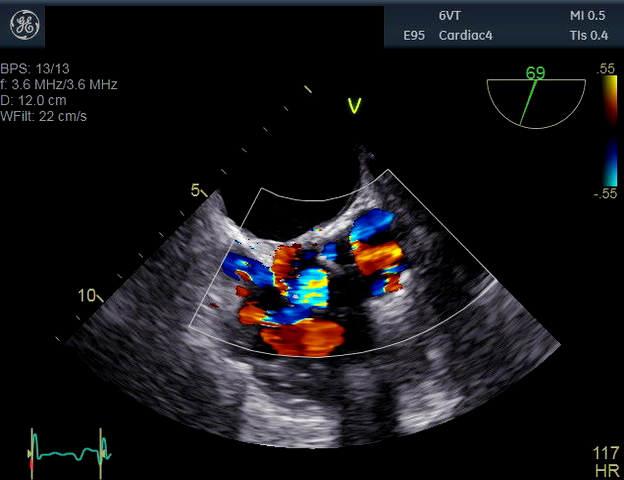 6VT
MI 0.5
E95
Cardiac4
TIs 0.4
BPS: 13/13
f: 3.6 MHz/3.6 MHz
D: 12.0 cm
WFilt: 22 cm/s
69
.55
-.55
V
5
10
117
HR